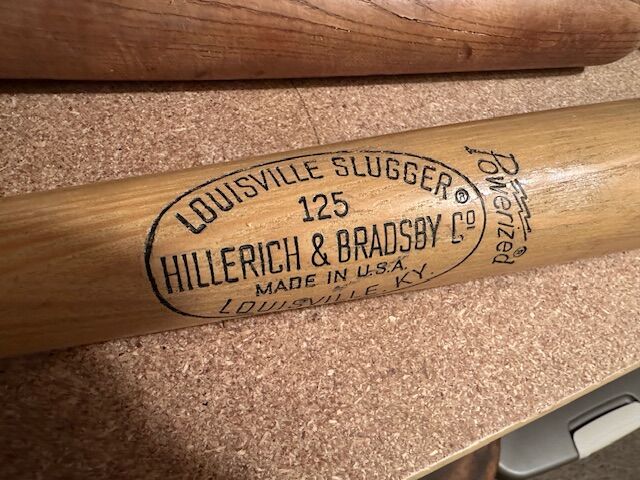 LOUISVILLE SLUGGER®
125
HILLERICH & BRADSBY Cº
MADE IN U.S.A.
LOUISVILLE, KY.
Powerized®